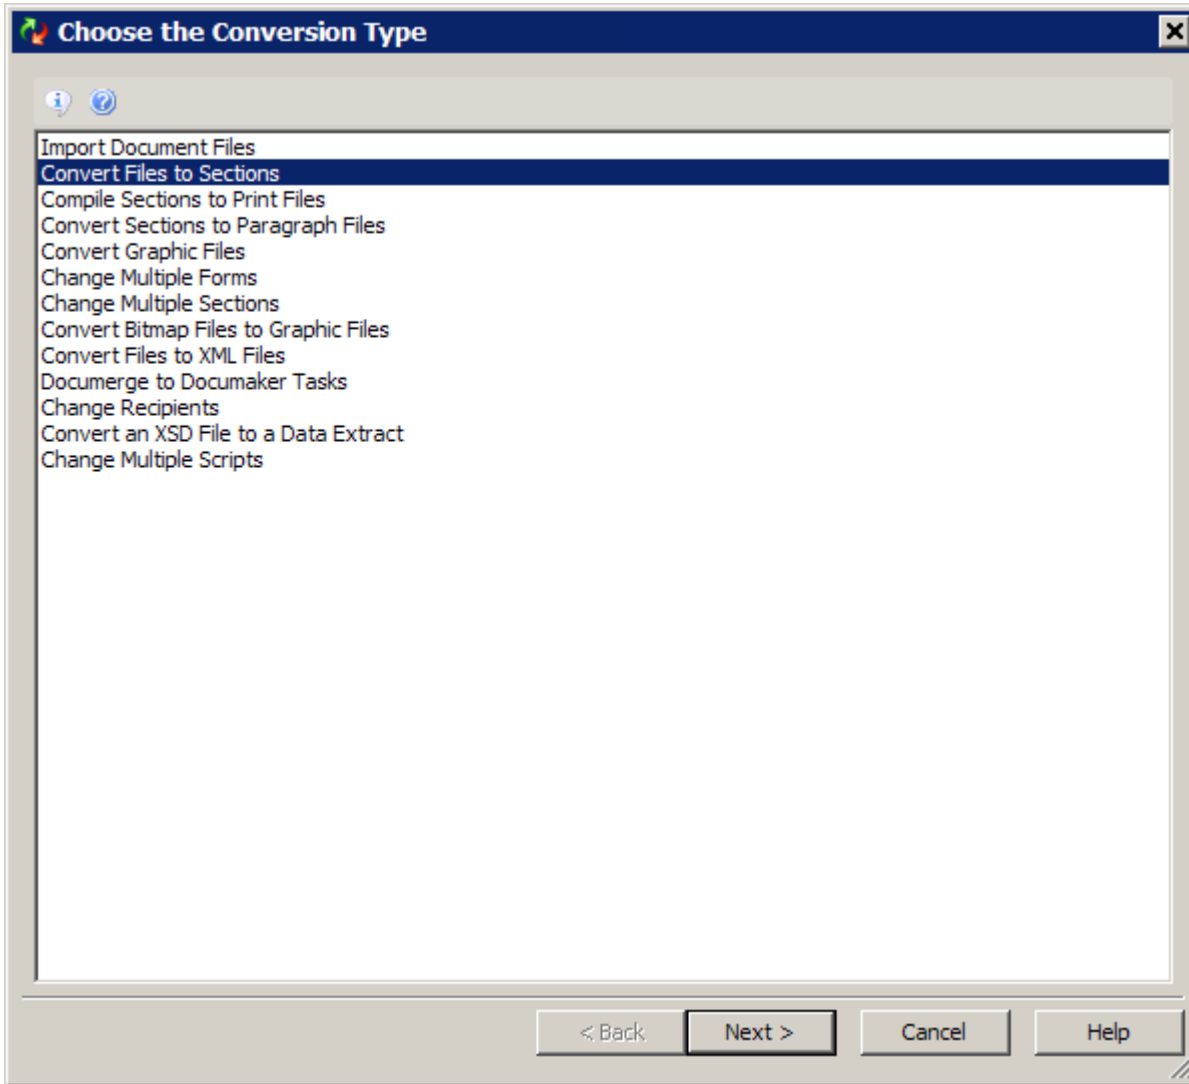 Choose the Conversion Type
Import Document Files
Convert Files to Sections
Compile Sections to Print Files
Convert Sections to Paragraph Files
Convert Graphic Files
Change Multiple Forms
Change Multiple Sections
Convert Bitmap Files to Graphic Files
Convert Files to XML Files
Documerge to Documaker Tasks
Change Recipients
Convert an XSD File to a Data Extract
Change Multiple Scripts
< Back Next > Cancel Help